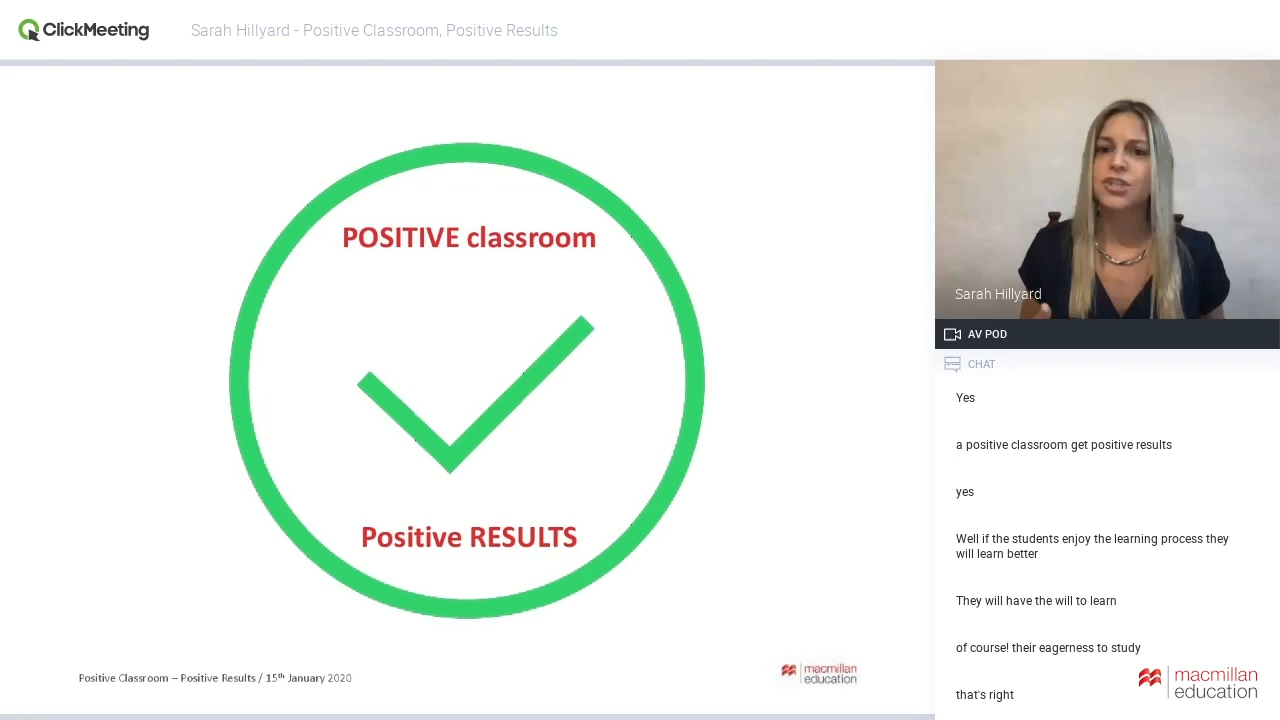 ClickMeeting
Sarah Hillyard - Positive Classroom, Positive Results
POSITIVE classroom
Positive RESULTS
Positive Classroom – Positive Results / 15th January 2020
macmillan
education
Sarah Hillyard
AV POD
CHAT
Yes
a positive classroom get positive results
yes
Well if the students enjoy the learning process they
will learn better
They will have the will to learn
of course! their eagerness to study
that's right
macmillan
education